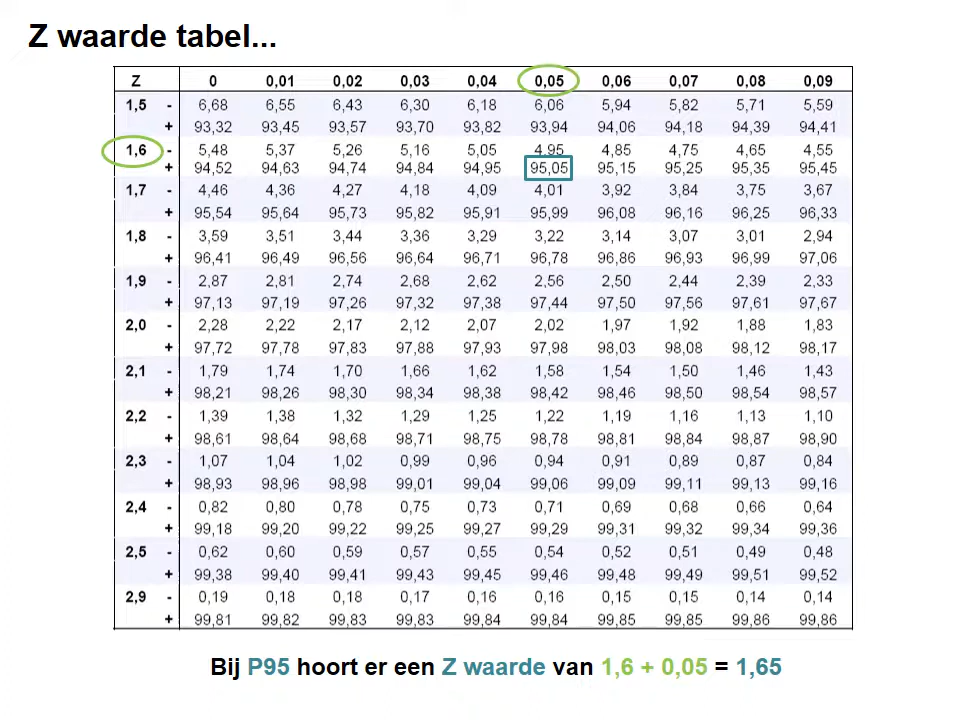 Z waarde tabel...
Z 0 0,01 0,02 0,03 0,04 0,05 0,06 0,07 0,08 0,09
1,5 - 6,68 6,55 6,43 6,30 6,18 6,06 5,94 5,82 5,71 5,59
+ 93,32 93,45 93,57 93,70 93,82 93,94 94,06 94,18 94,39 94,41
1,6 - 5,48 5,37 5,26 5,16 5,05 4,95 4,85 4,75 4,65 4,55
+ 94,52 94,63 94,74 94,84 94,95 95,05 95,15 95,25 95,35 95,45
1,7 - 4,46 4,36 4,27 4,18 4,09 4,01 3,92 3,84 3,75 3,67
+ 95,54 95,64 95,73 95,82 95,91 95,99 96,08 96,16 96,25 96,33
1,8 - 3,59 3,51 3,44 3,36 3,29 3,22 3,14 3,07 3,01 2,94
+ 96,41 96,49 96,56 96,64 96,71 96,78 96,86 96,93 96,99 97,06
1,9 - 2,87 2,81 2,74 2,68 2,62 2,56 2,50 2,44 2,39 2,33
+ 97,13 97,19 97,26 97,32 97,38 97,44 97,50 97,56 97,61 97,67
2,0 - 2,28 2,22 2,17 2,12 2,07 2,02 1,97 1,92 1,88 1,83
+ 97,72 97,78 97,83 97,88 97,93 97,98 98,03 98,08 98,12 98,17
2,1 - 1,79 1,74 1,70 1,66 1,62 1,58 1,54 1,50 1,46 1,43
+ 98,21 98,26 98,30 98,34 98,38 98,42 98,46 98,50 98,54 98,57
2,2 - 1,39 1,38 1,32 1,29 1,25 1,22 1,19 1,16 1,13 1,10
+ 98,61 98,64 98,68 98,71 98,75 98,78 98,81 98,84 98,87 98,90
2,3 - 1,07 1,04 1,02 0,99 0,96 0,94 0,91 0,89 0,87 0,84
+ 98,93 98,96 98,98 99,01 99,04 99,06 99,09 99,11 99,13 99,16
2,4 - 0,82 0,80 0,78 0,75 0,73 0,71 0,69 0,68 0,66 0,64
+ 99,18 99,20 99,22 99,25 99,27 99,29 99,31 99,32 99,34 99,36
2,5 - 0,62 0,60 0,59 0,57 0,55 0,54 0,52 0,51 0,49 0,48
+ 99,38 99,40 99,41 99,43 99,45 99,46 99,48 99,49 99,51 99,52
2,9 - 0,19 0,18 0,18 0,17 0,16 0,16 0,15 0,15 0,14 0,14
+ 99,81 99,82 99,83 99,83 99,84 99,84 99,85 99,85 99,86 99,86
Bij P95 hoort er een Z waarde van 1,6 + 0,05 = 1,65